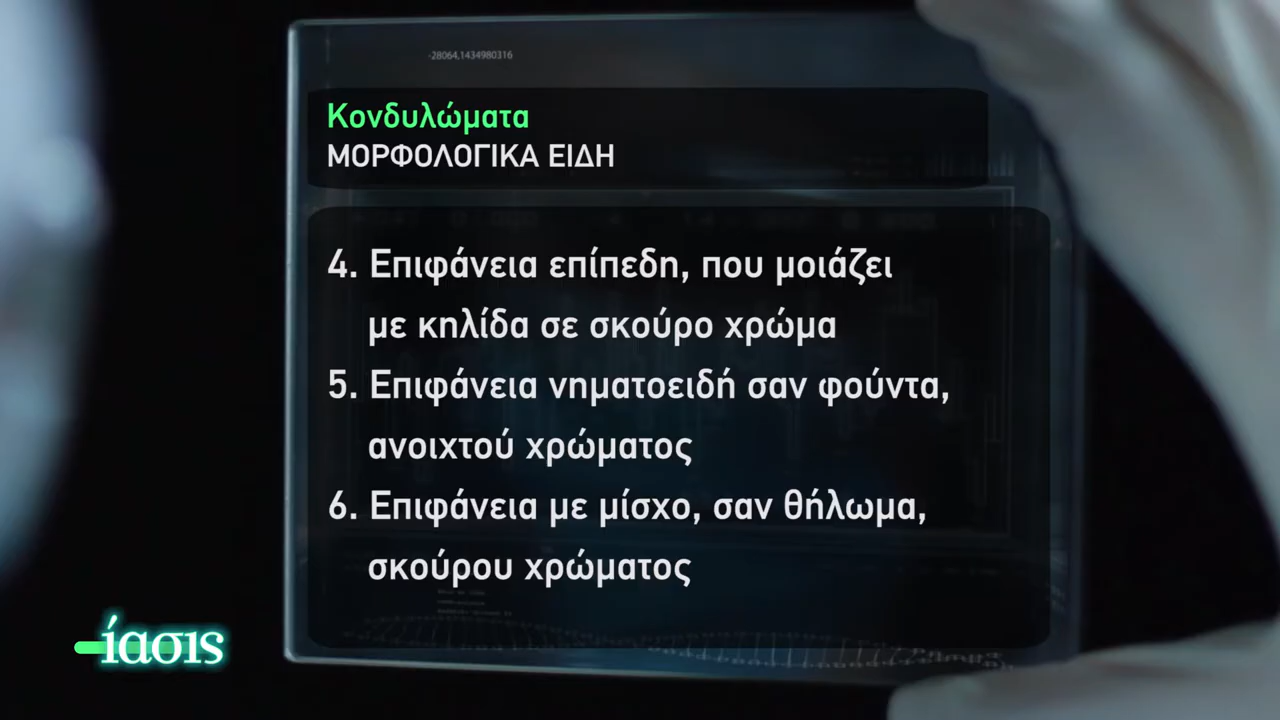 -28064,1434980316
Κονδυλώματα
ΜΟΡΦΟΛΟΓΙΚΑ ΕΙΔΗ
4. Επιφάνεια επίπεδη, που μοιάζει
με κηλίδα σε σκούρο χρώμα
5. Επιφάνεια νηματοειδή σαν φούντα,
ανοιχτού χρώματος
6. Επιφάνεια με μίσχο, σαν θήλωμα,
σκούρου χρώματος
ίασις